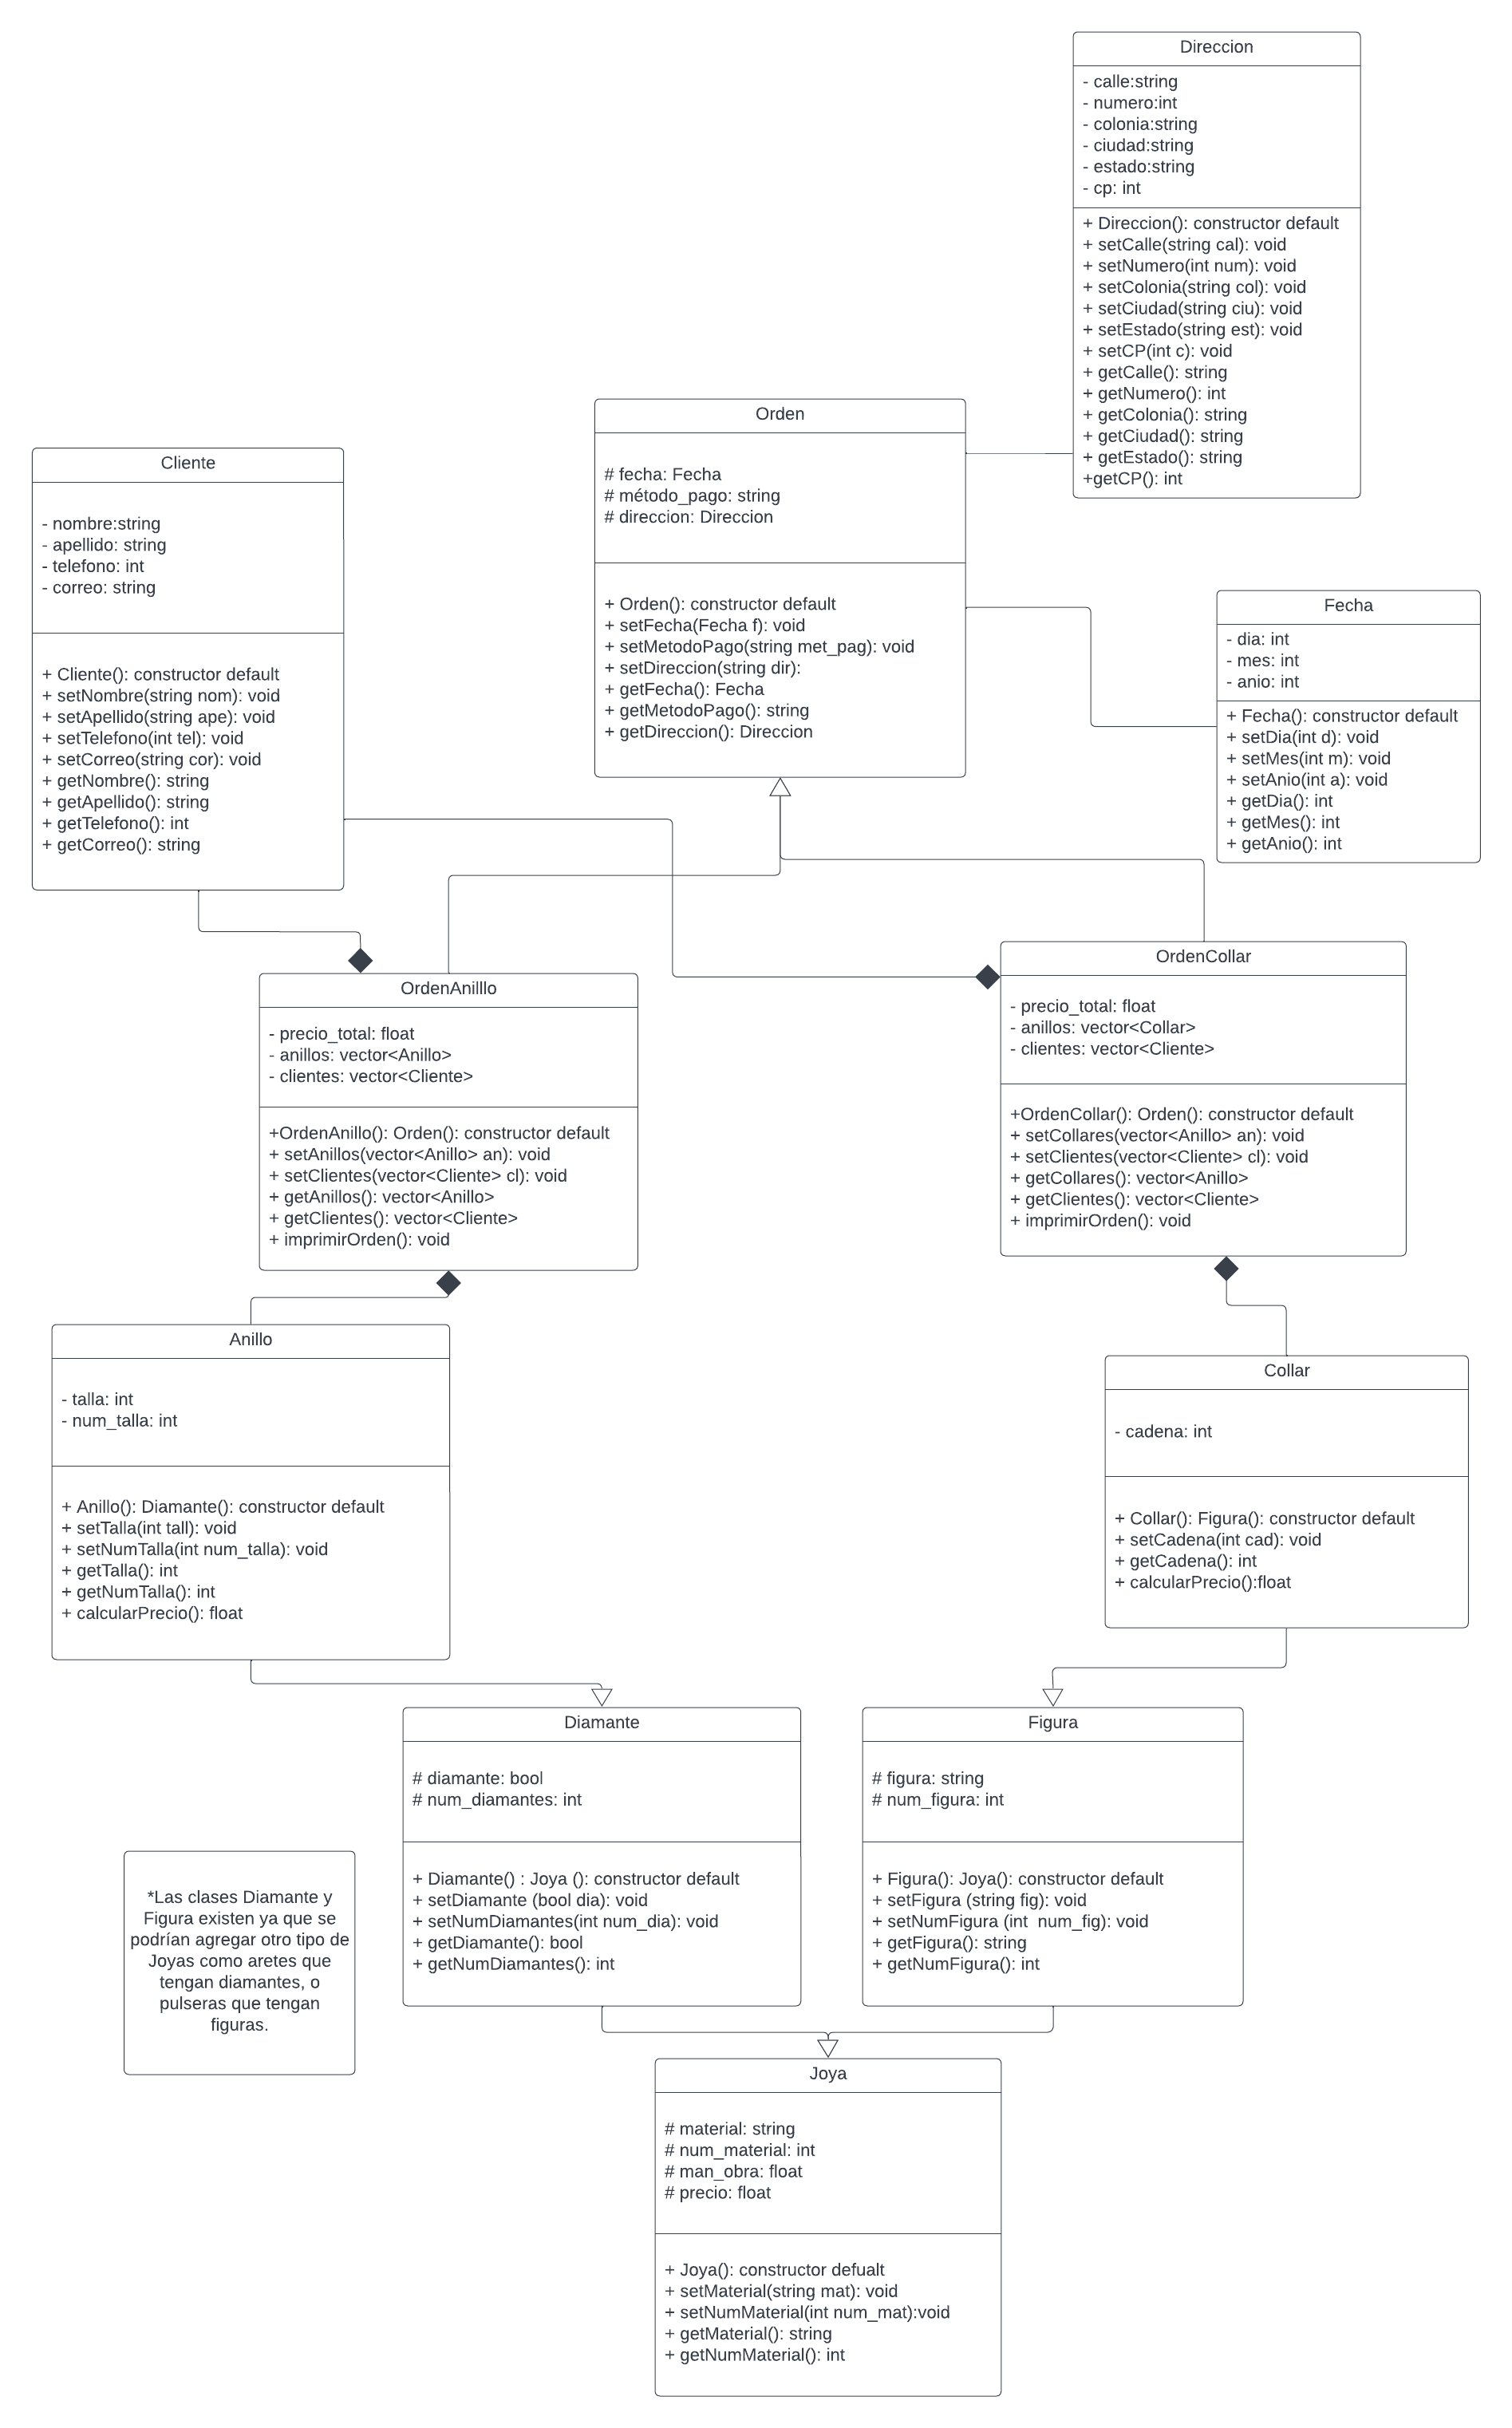 Direccion
- calle:string
- numero:int
- colonia:string
- ciudad:string
- estado:string
- cp: int
+ Direccion(): constructor default
+ setCalle(string cal): void
+ setNumero(int num): void
+ setColonia(string col): void
+ setCiudad(string ciu): void
+ setEstado(string est): void
+ setCP(int c): void
+ getCalle(): string
+ getNumero(): int
+ getColonia(): string
+ getCiudad(): string
+ getEstado(): string
+getCP(): int
Orden
# fecha: Fecha
# método_pago: string
# direccion: Direccion
+ Orden(): constructor default
+ setFecha(Fecha f): void
+ setMetodoPago(string met_pag): void
+ setDireccion(string dir):
+ getFecha(): Fecha
+ getMetodoPago(): string
+ getDireccion(): Direccion
Cliente
- nombre:string
- apellido: string
- telefono: int
- correo: string
+ Cliente(): constructor default
+ setNombre(string nom): void
+ setApellido(string ape): void
+ setTelefono(int tel): void
+ setCorreo(string cor): void
+ getNombre(): string
+ getApellido(): string
+ getTelefono(): int
+ getCorreo(): string
Fecha
- dia: int
- mes: int
- anio: int
+ Fecha(): constructor default
+ setDia(int d): void
+ setMes(int m): void
+ setAnio(int a): void
+ getDia(): int
+ getMes(): int
+ getAnio(): int
OrdenAnilllo
- precio_total: float
- anillos: vector<Anillo>
- clientes: vector<Cliente>
+OrdenAnillo(): Orden(): constructor default
+ setAnillos(vector<Anillo> an): void
+ setClientes(vector<Cliente> cl): void
+ getAnillos(): vector<Anillo>
+ getClientes(): vector<Cliente>
+ imprimirOrden(): void
OrdenCollar
- precio_total: float
- anillos: vector<Collar>
- clientes: vector<Cliente>
+OrdenCollar(): Orden(): constructor default
+ setCollares(vector<Anillo> an): void
+ setClientes(vector<Cliente> cl): void
+ getCollares(): vector<Anillo>
+ getClientes(): vector<Cliente>
+ imprimirOrden(): void
Anillo
- talla: int
- num_talla: int
+ Anillo(): Diamante(): constructor default
+ setTalla(int tall): void
+ setNumTalla(int num_talla): void
+ getTalla(): int
+ getNumTalla(): int
+ calcularPrecio(): float
Collar
- cadena: int
+ Collar(): Figura(): constructor default
+ setCadena(int cad): void
+ getCadena(): int
+ calcularPrecio():float
Diamante
# diamante: bool
# num_diamantes: int
+ Diamante() : Joya (): constructor default
+ setDiamante (bool dia): void
+ setNumDiamantes(int num_dia): void
+ getDiamante(): bool
+ getNumDiamantes(): int
Figura
# figura: string
# num_figura: int
+ Figura(): Joya(): constructor default
+ setFigura (string fig): void
+ setNumFigura (int  num_fig): void
+ getFigura(): string
+ getNumFigura(): int
*Las clases Diamante y
Figura existen ya que se
podrían agregar otro tipo de
Joyas como aretes que
tengan diamantes, o
pulseras que tengan
figuras.
Joya
# material: string
# num_material: int
# man_obra: float
# precio: float
+ Joya(): constructor defualt
+ setMaterial(string mat): void
+ setNumMaterial(int num_mat):void
+ getMaterial(): string
+ getNumMaterial(): int